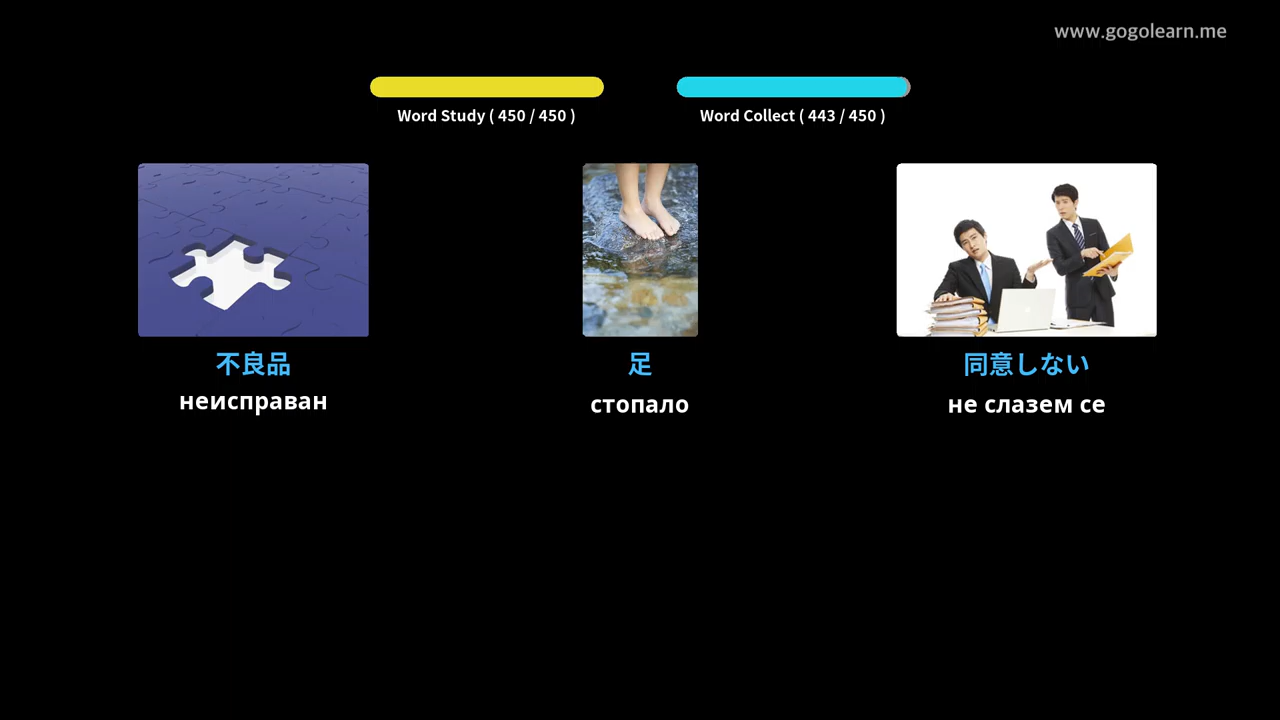 www.gogolearn.me
Word Study ( 450 / 450 )
Word Collect ( 443 / 450 )
不良品
足
同意しない
неисправан
стопало
не слазем се